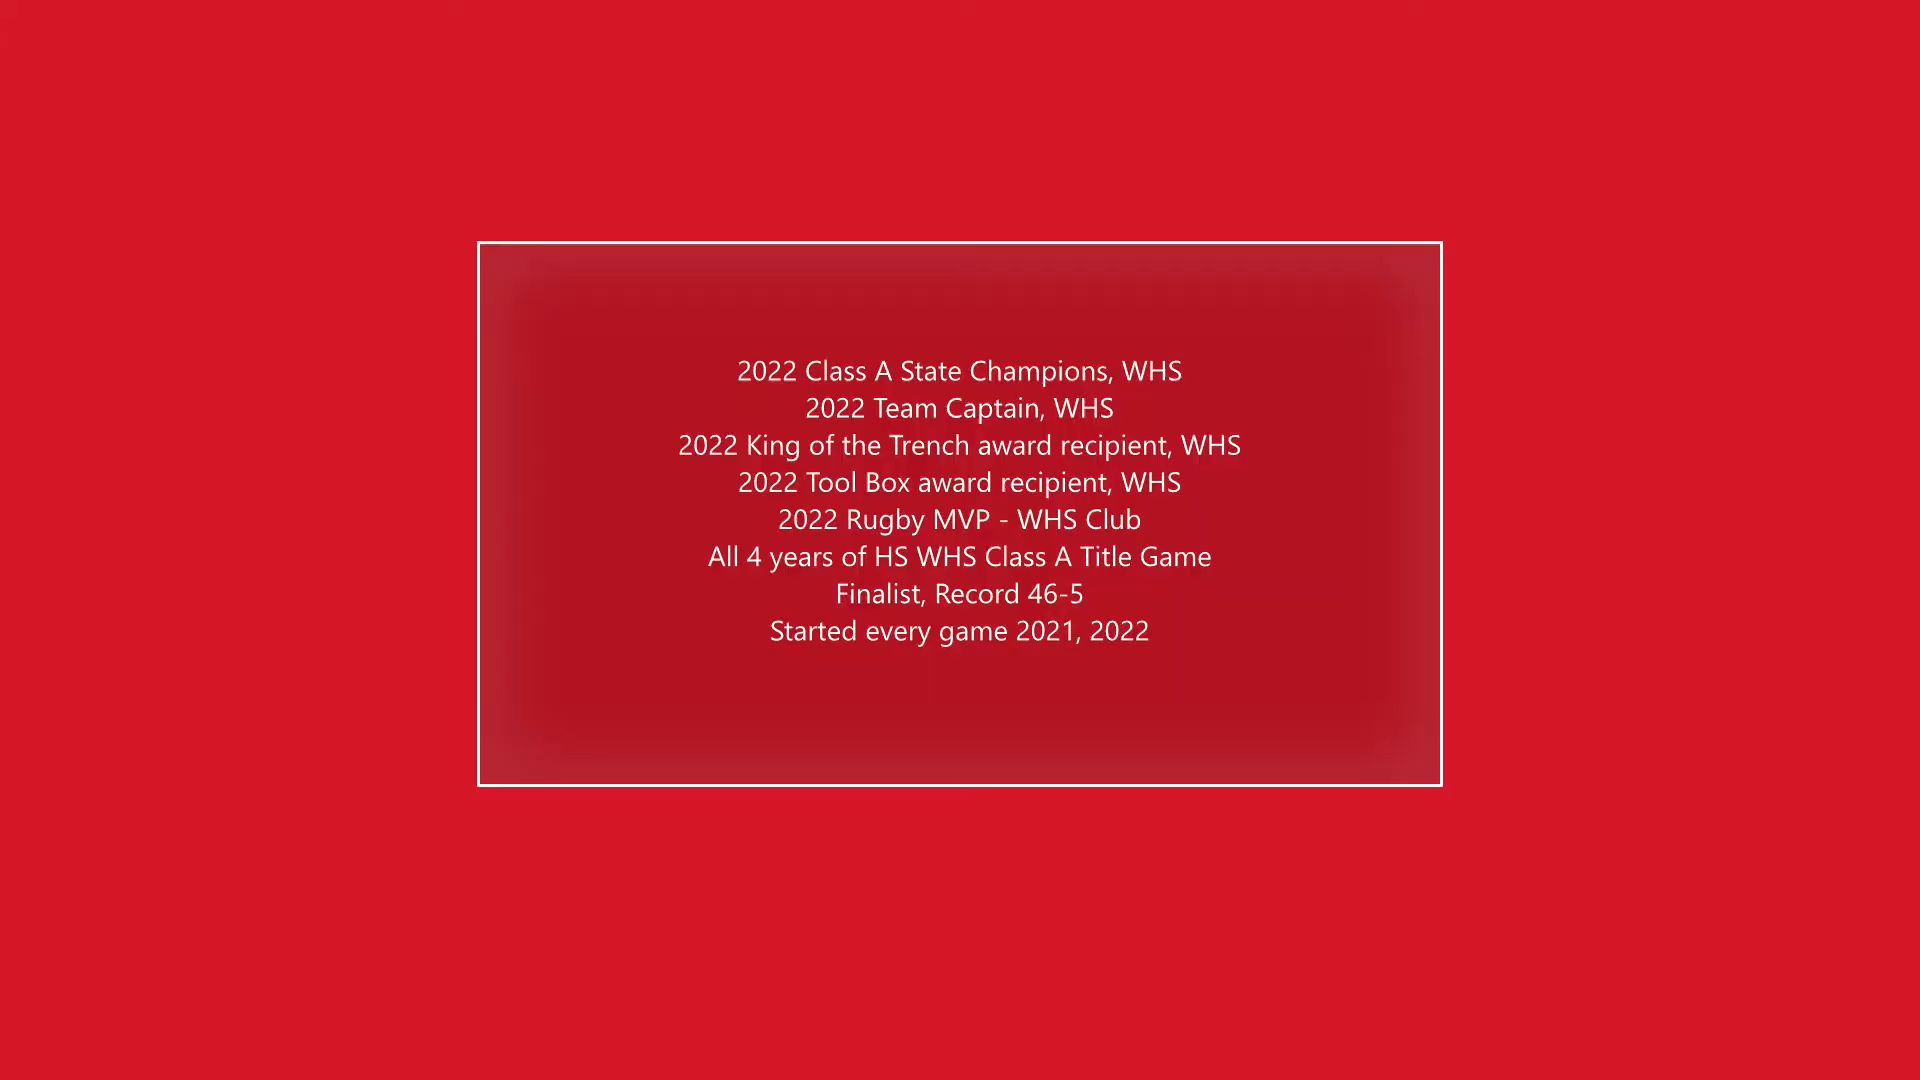 2022 Class A State Champions, WHS
2022 Team Captain, WHS
2022 King of the Trench award recipient, WHS
2022 Tool Box award recipient, WHS
2022 Rugby MVP - WHS Club
All 4 years of HS WHS Class A Title Game
Finalist, Record 46-5
Started every game 2021, 2022